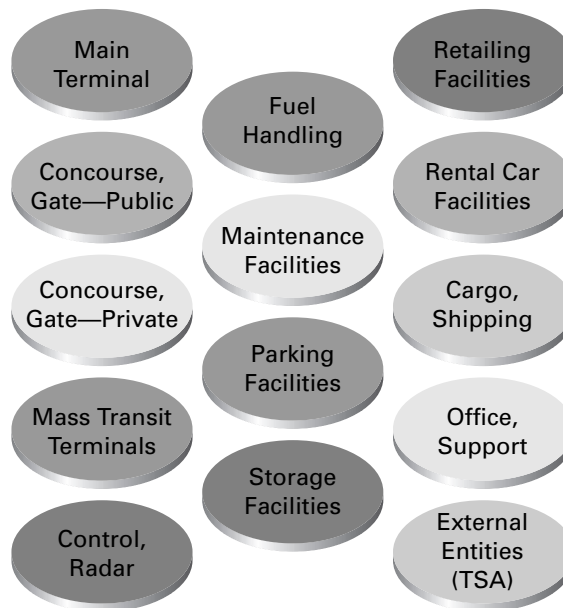 Main
Terminal
Concourse,
Gate—Public
Concourse,
Gate—Private
Mass Transit
Terminals
Control,
Radar
Fuel
Handling
Maintenance
Facilities
Parking
Facilities
Storage
Facilities
Retailing
Facilities
Rental Car
Facilities
Cargo,
Shipping
Office,
Support
External
Entities
(TSA)